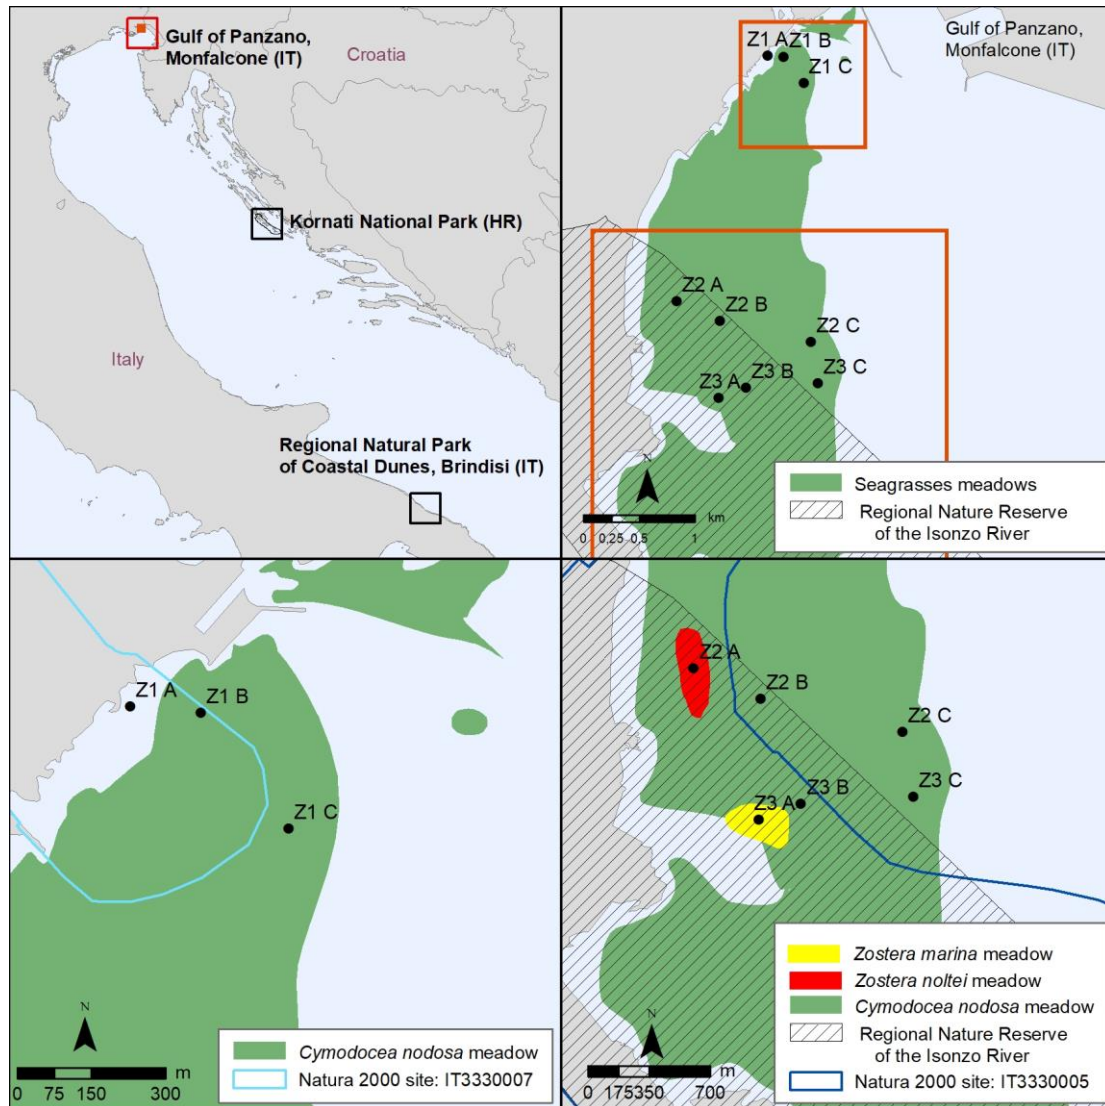 Gulf of Panzano,
Monfalcone (IT)
Croatia
Kornati National Park (HR)
Italy
Regional Natural Park
of Coastal Dunes, Brindisi (IT)
Gulf of Panzano,
Monfalcone (IT)
Z1 A
Z1 B
Z1 C
Z2 A
Z2 B
Z2 C
Z3 A
Z3 B
Z3 C
N
km
0 0,25 0,5 1
Seagrasses meadows
Regional Nature Reserve
of the Isonzo River
Z1 A
Z1 B
Z1 C
N
m
0 75 150 300
Cymodocea nodosa meadow
Natura 2000 site: IT3330007
Z2 A
Z2 B
Z2 C
Z3 A
Z3 B
Z3 C
N
m
0 175350 700
Zostera marina meadow
Zostera noltei meadow
Cymodocea nodosa meadow
Regional Nature Reserve
of the Isonzo River
Natura 2000 site: IT3330005